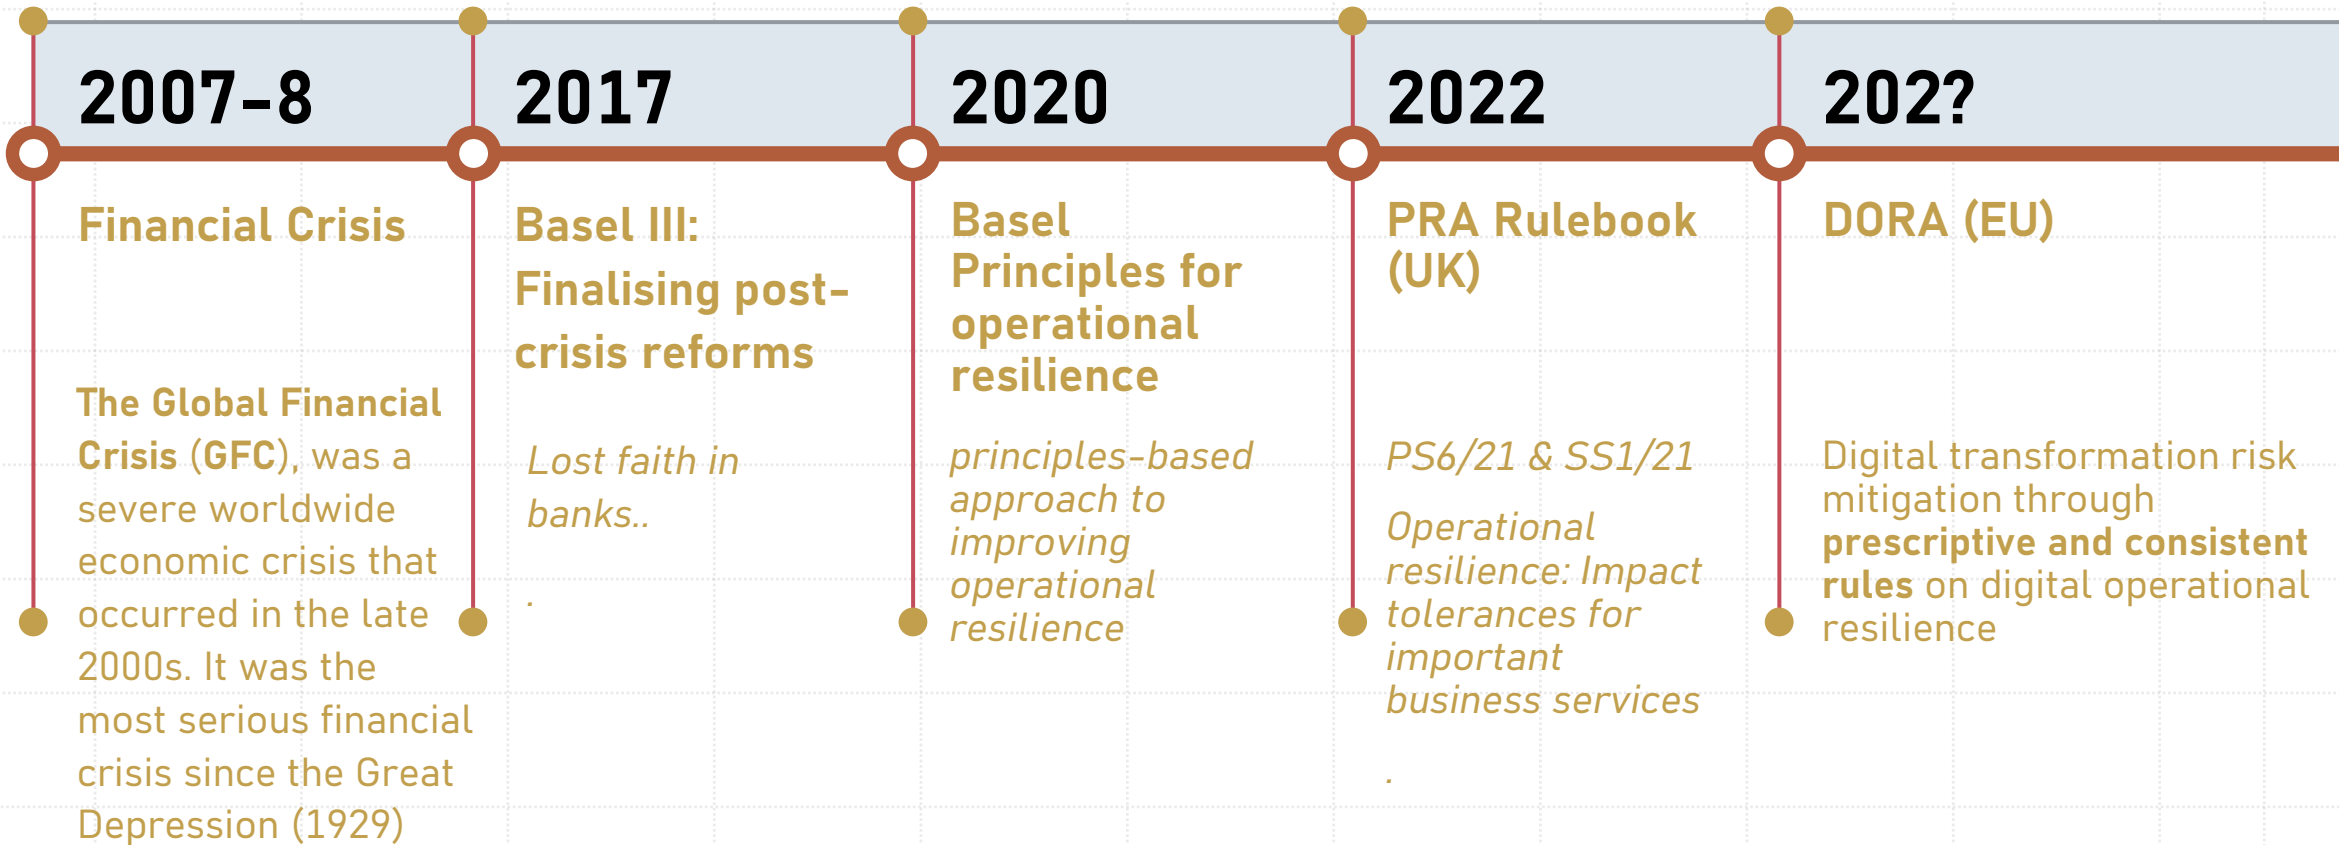 2007-8
2017
2020
2022
202?
Financial Crisis
The Global Financial
Crisis (GFC), was a
severe worldwide
economic crisis that
occurred in the late
2000s. It was the
most serious financial
crisis since the Great
Depression (1929)
Basel III:
Finalising post-
crisis reforms
Lost faith in
banks..
.
Basel
Principles for
operational
resilience
principles-based
approach to
improving
operational
resilience
PRA Rulebook
(UK)
PS6/21 & SS1/21
Operational
resilience: Impact
tolerances for
important
business services
.
DORA (EU)
Digital transformation risk
mitigation through
prescriptive and consistent
rules on digital operational
resilience